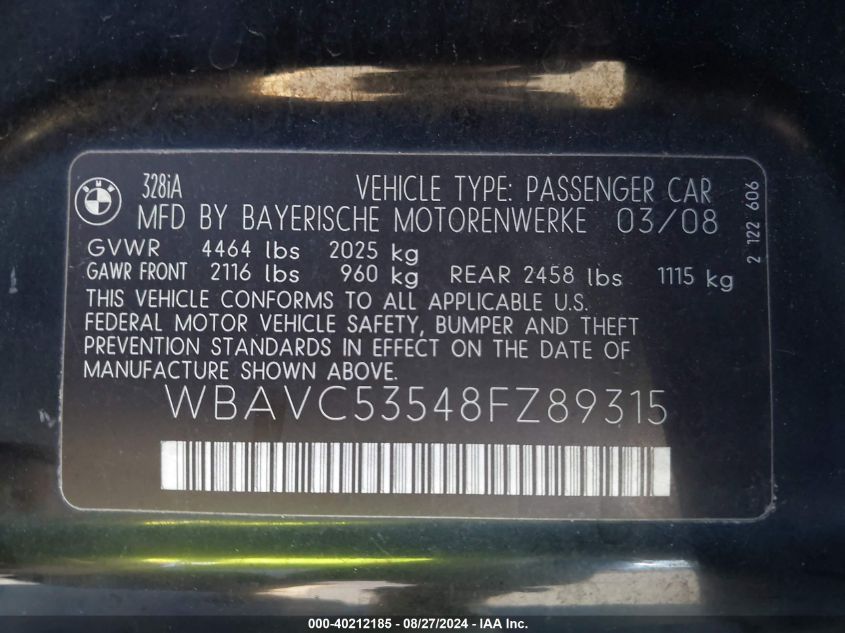 BMW
328iA VEHICLE TYPE: PASSENGER CAR
MFD BY BAYERISCHE MOTORENWERKE 03/08
GVWR 4464 lbs 2025 kg
GAWR FRONT 2116 lbs 960 kg REAR 2458 lbs 1115 kg
THIS VEHICLE CONFORMS TO ALL APPLICABLE U.S.
FEDERAL MOTOR VEHICLE SAFETY, BUMPER AND THEFT
PREVENTION STANDARDS IN EFFECT ON THE DATE OF
MANUFACTURE SHOWN ABOVE.
WBAVC53548FZ89315
2 122 606
000-40212185 - 08/27/2024 - IAA Inc.